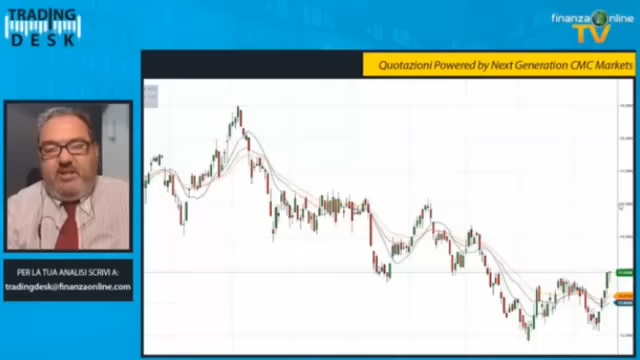 TRADING
DESK
finanza online
TV
Quotazioni Powered by Next Generation CMC Markets
PER LA TUA ANALISI SCRIVI A:
tradingdesk@finanzaonline.com